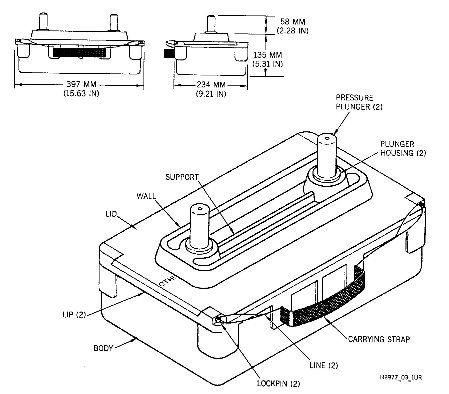 58 MM
(2.28 IN)
135 MM
(5.31 IN)
397 MM
(15.63 IN)
234 MM
(9.21 IN)
PRESSURE
PLUNGER (2)
PLUNGER
HOUSING (2)
SUPPORT
WALL
LID
LIP (2)
BODY
CARRYING STRAP
LINE (2)
LOCKPIN (2)